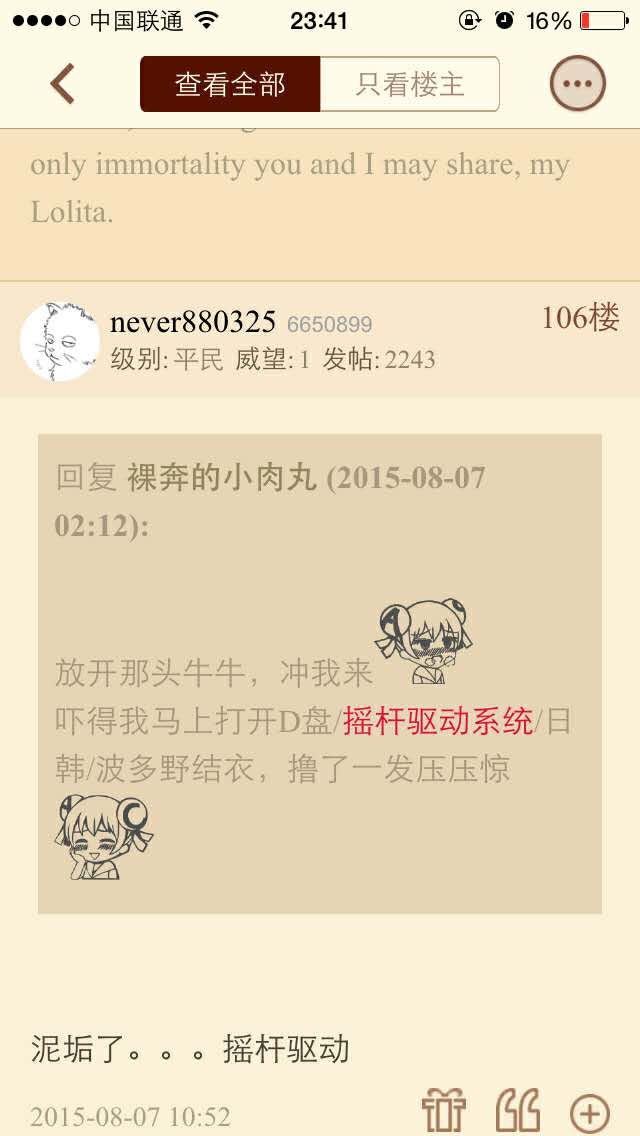 中国联通 23:41 16%
查看全部 只看楼主
only immortality you and I may share, my
Lolita.
never880325 6650899 106楼
级别: 平民 威望: 1 发帖: 2243
回复 裸奔的小肉丸 (2015-08-07
02:12):
放开那头牛牛，冲我来
吓得我马上打开D盘/摇杆驱动系统/日
韩/波多野结衣，撸了一发压压惊
泥垢了。。。摇杆驱动
2015-08-07 10:52